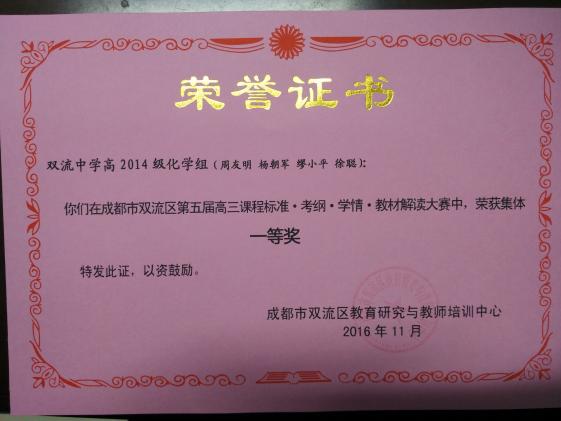 荣誉证书
双流中学高2014级化学组(周友明 杨朝军 缪小平 徐聪):
你们在成都市双流区第五届高三课程标准·考纲·学情·教材解读大赛中，荣获集体
一等奖
特发此证，以资鼓励。
成都市双流区教育研究与教师培训中心
2016年11月